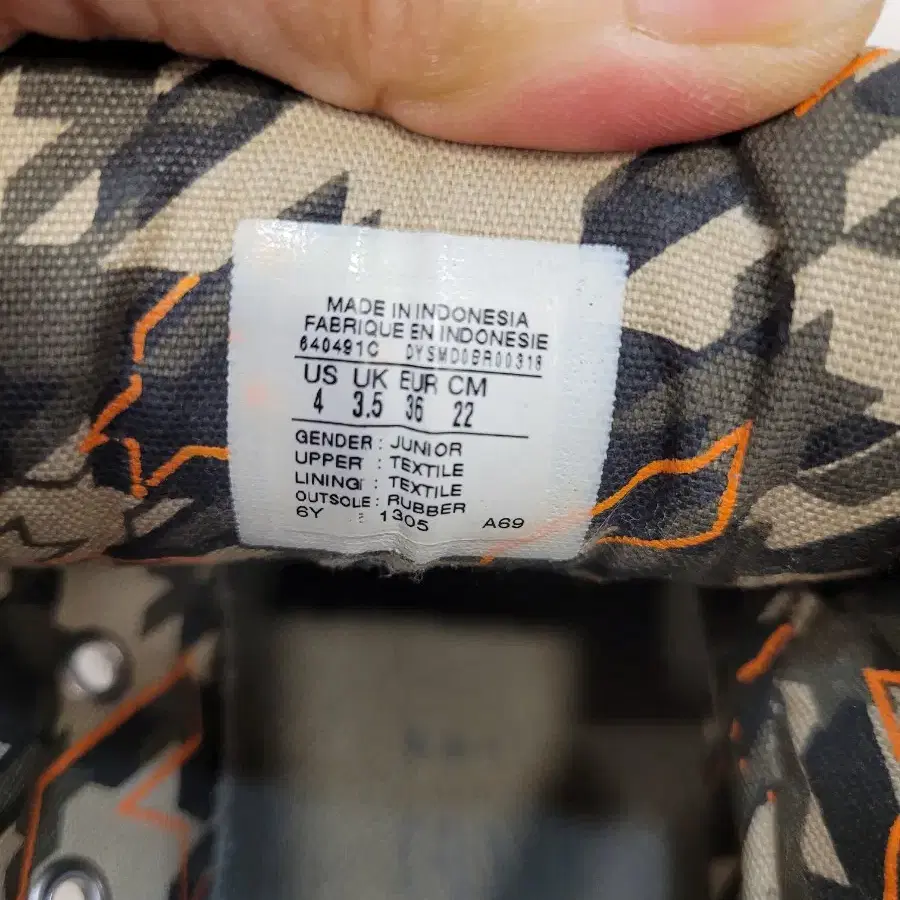 MADE IN INDONESIA
FABRIQUE EN INDONESIE
640491C DYSMD0BR00318
US UK EUR CM
4 3.5 36 22
GENDER : JUNIOR
UPPER : TEXTILE
LINING : TEXTILE
OUTSOLE : RUBBER
6Y : 1305 A69